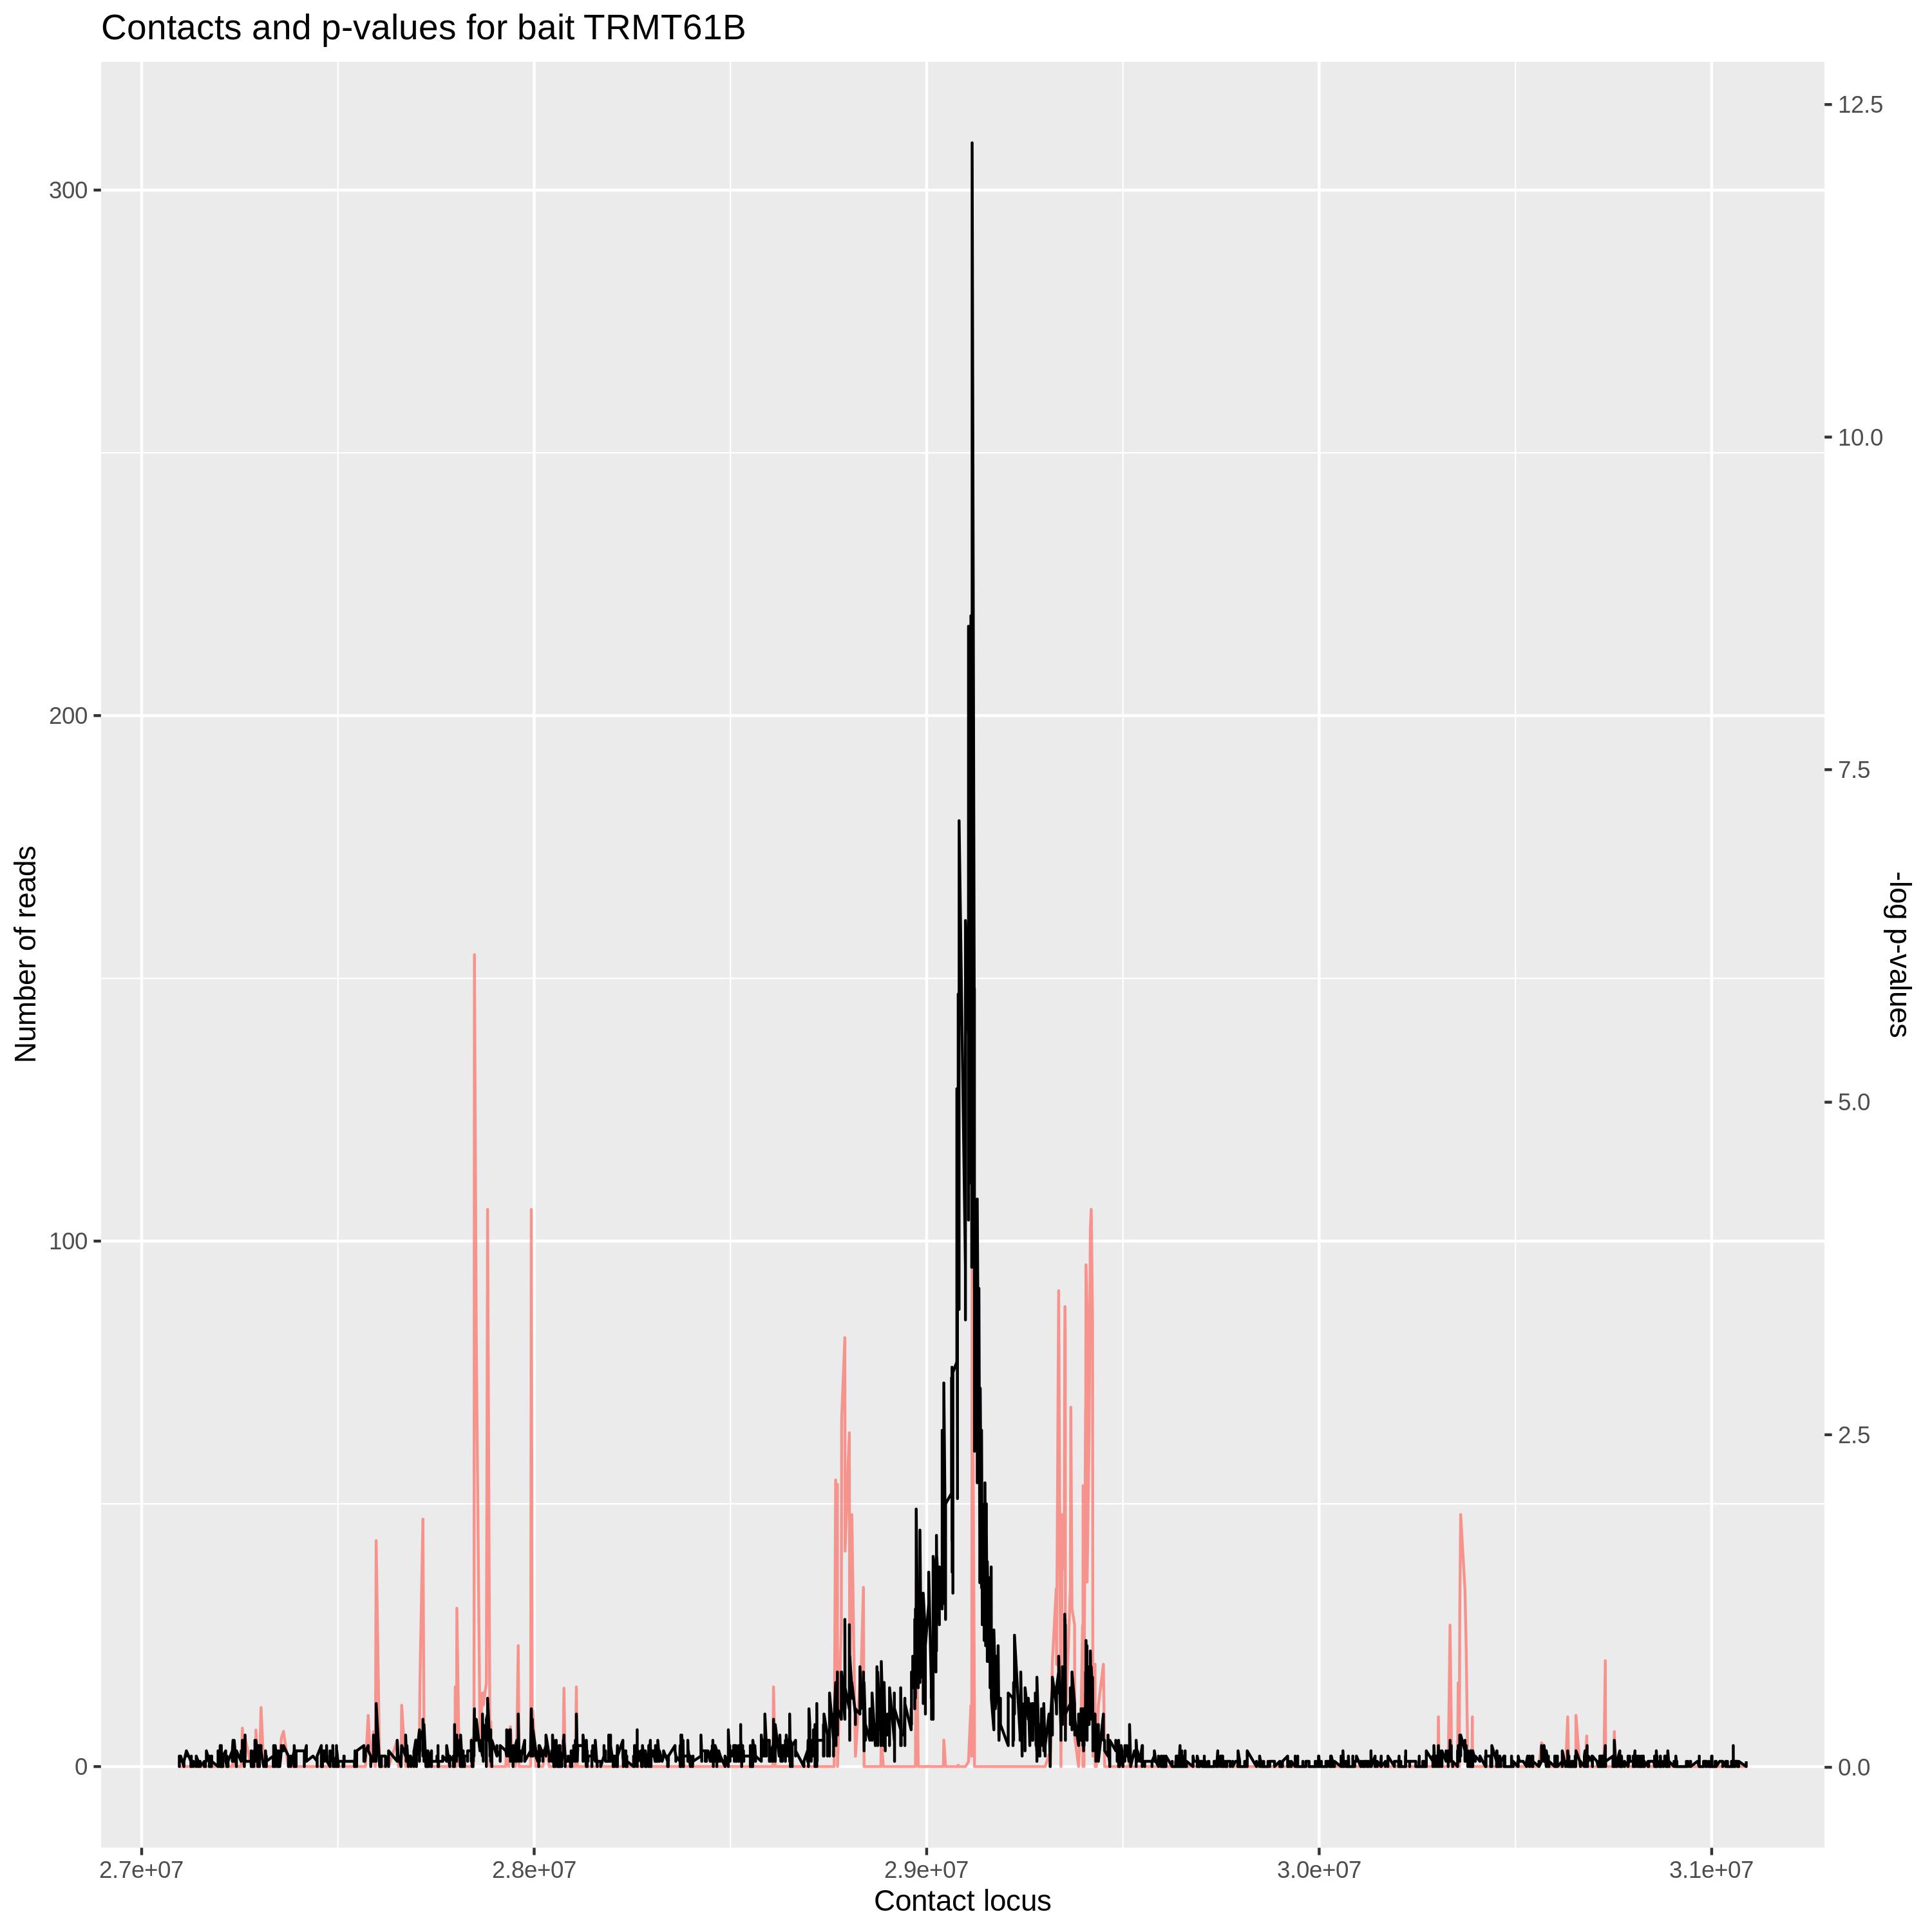 Contacts and p-values for bait TRMT61B
12.5
300
10.0
7.5
200
Number of reads
-log p-values
5.0
100
2.5
0
0.0
2.7e+07
2.8e+07
2.9e+07
3.0e+07
3.1e+07
Contact locus